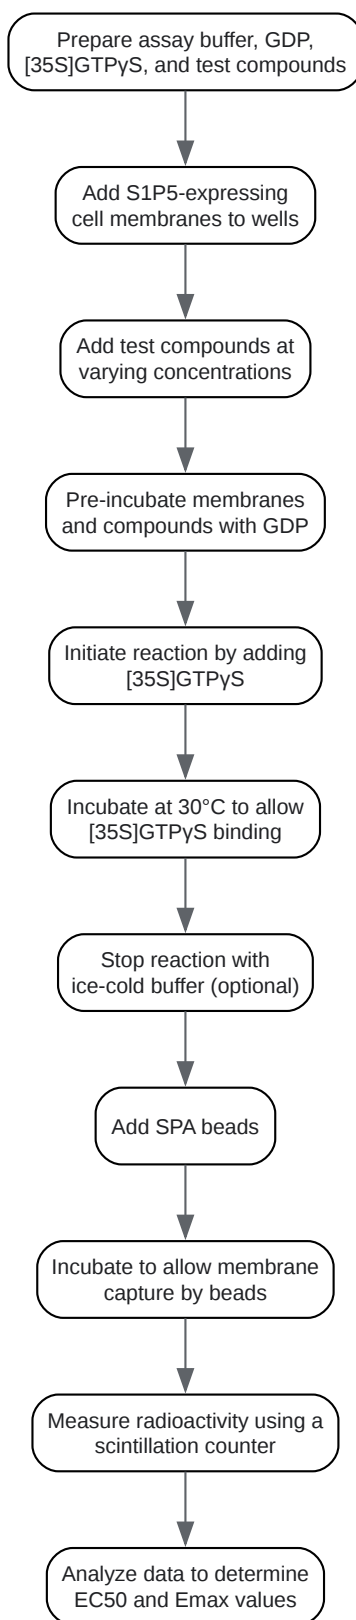 Prepare assay buffer, GDP,
[35S]GTPγS, and test compounds
Add S1P5-expressing
cell membranes to wells
Add test compounds at
varying concentrations
Pre-incubate membranes
and compounds with GDP
Initiate reaction by adding
[35S]GTPγS
Incubate at 30°C to allow
[35S]GTPγS binding
Stop reaction with
ice-cold buffer (optional)
Add SPA beads
Incubate to allow membrane
capture by beads
Measure radioactivity using a
scintillation counter
Analyze data to determine
EC50 and Emax values